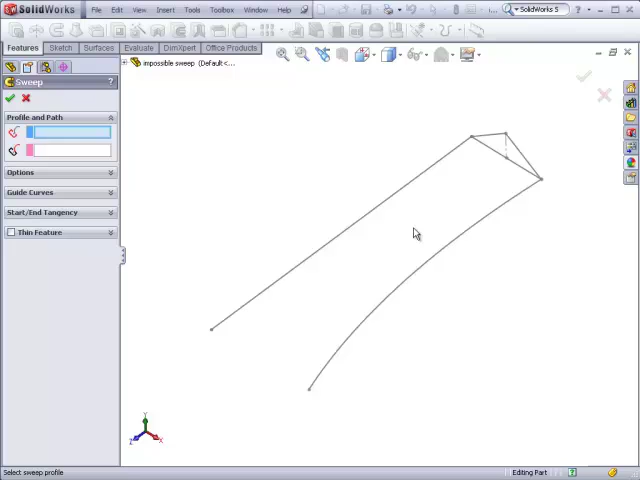 SolidWorks File Edit View Insert Tools Toolbox Window Help I... SolidWorks S
Features Sketch Surfaces Evaluate DimXpert Office Products
impossible sweep (Default<...
Sweep ?
Profile and Path
Options
Guide Curves
Start/End Tangency
Thin Feature
Y
Z X
Select sweep profile Editing Part ?